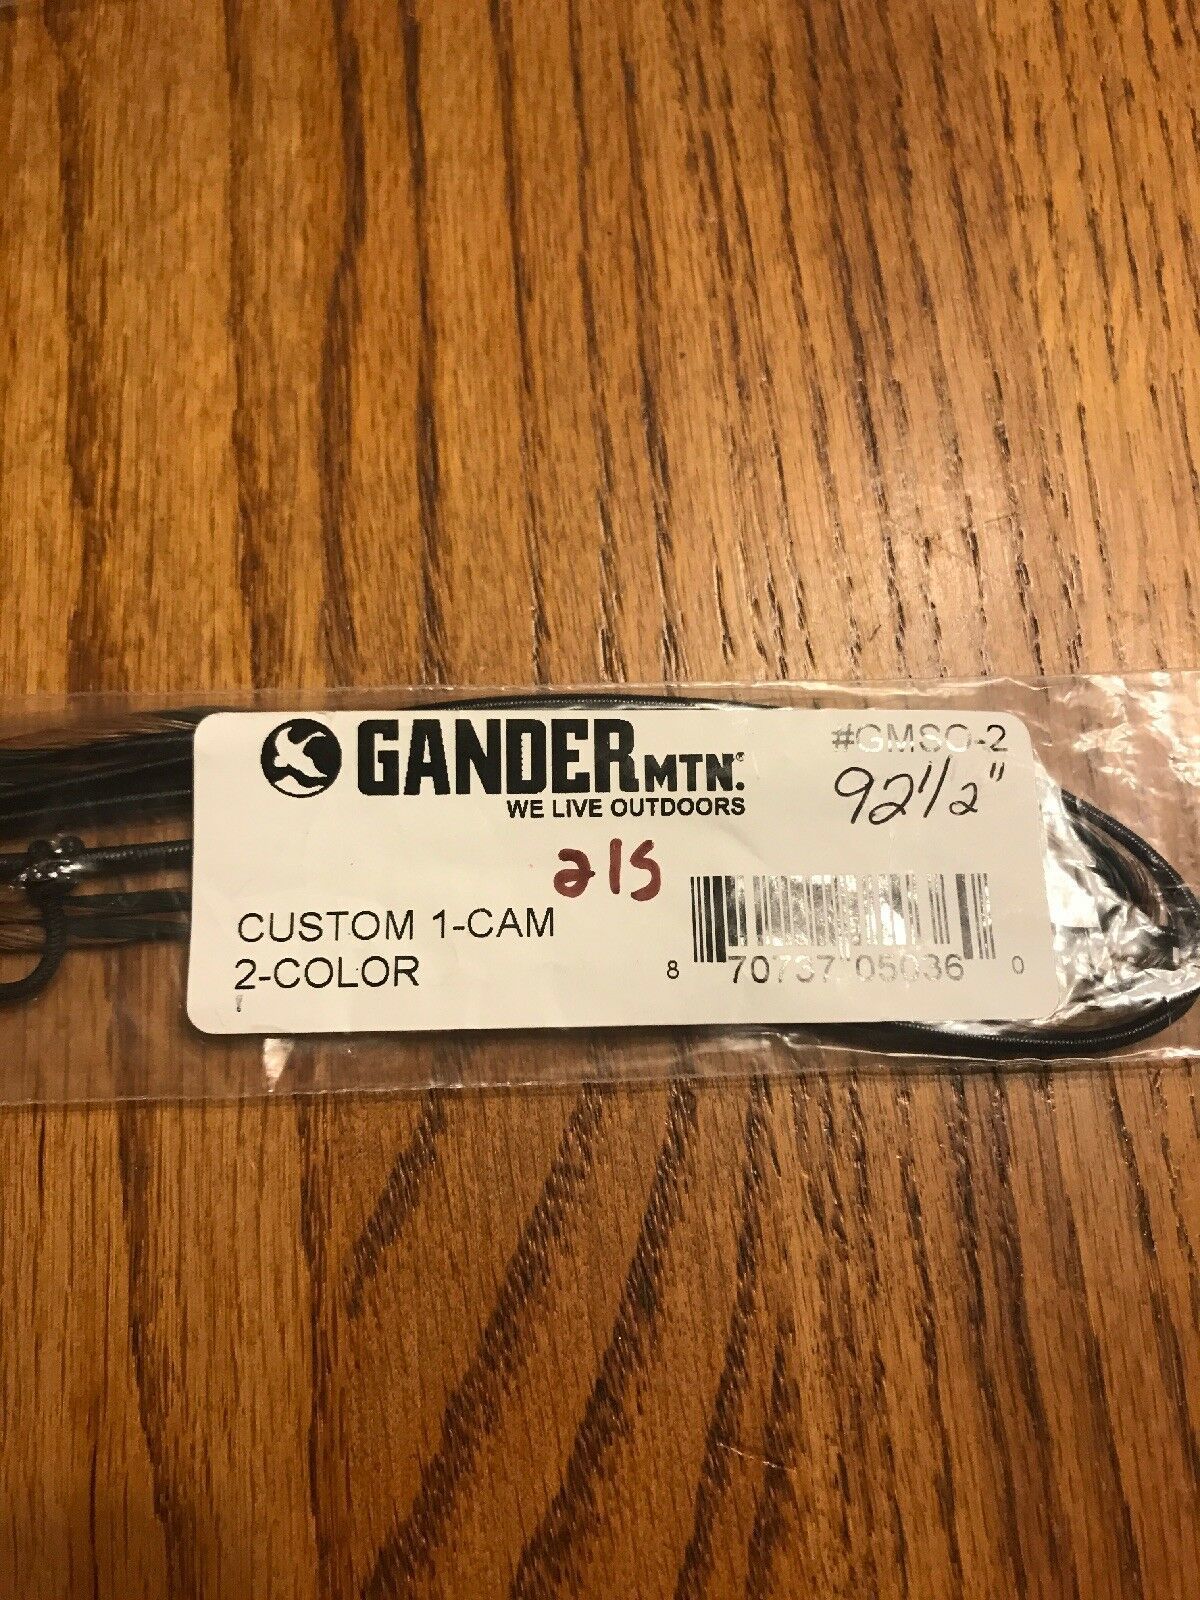 GANDER MTN.
WE LIVE OUTDOORS
#GMSO-2
92 1/2"
215
CUSTOM 1-CAM
2-COLOR
8 70737 05036 0